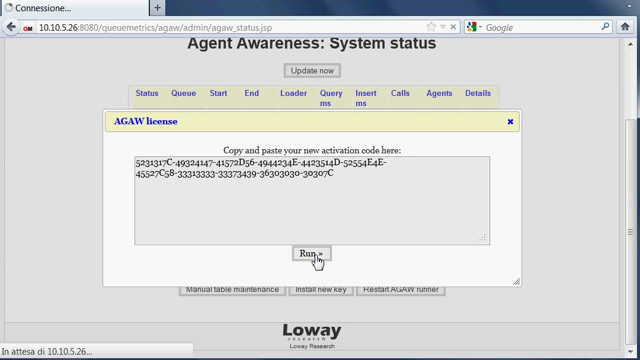 Connessione...
10.10.5.26:8080/queuemetrics/agaw/admin/agaw_status.jsp
Google
Agent Awareness: System status
Update now
Status Queue Start End Loader Query ms Insert ms Calls Agents Details
AGAW license
Copy and paste your new activation code here:
5231317C-49324147-41572D56-4944234E-4423514D-52554E4E-
45527C58-33313333-33373439-36303030-30307C
Run »
Manual table maintenance Install new key Restart AGAW runner
Loway
research
Loway Research
In attesa di 10.10.5.26...